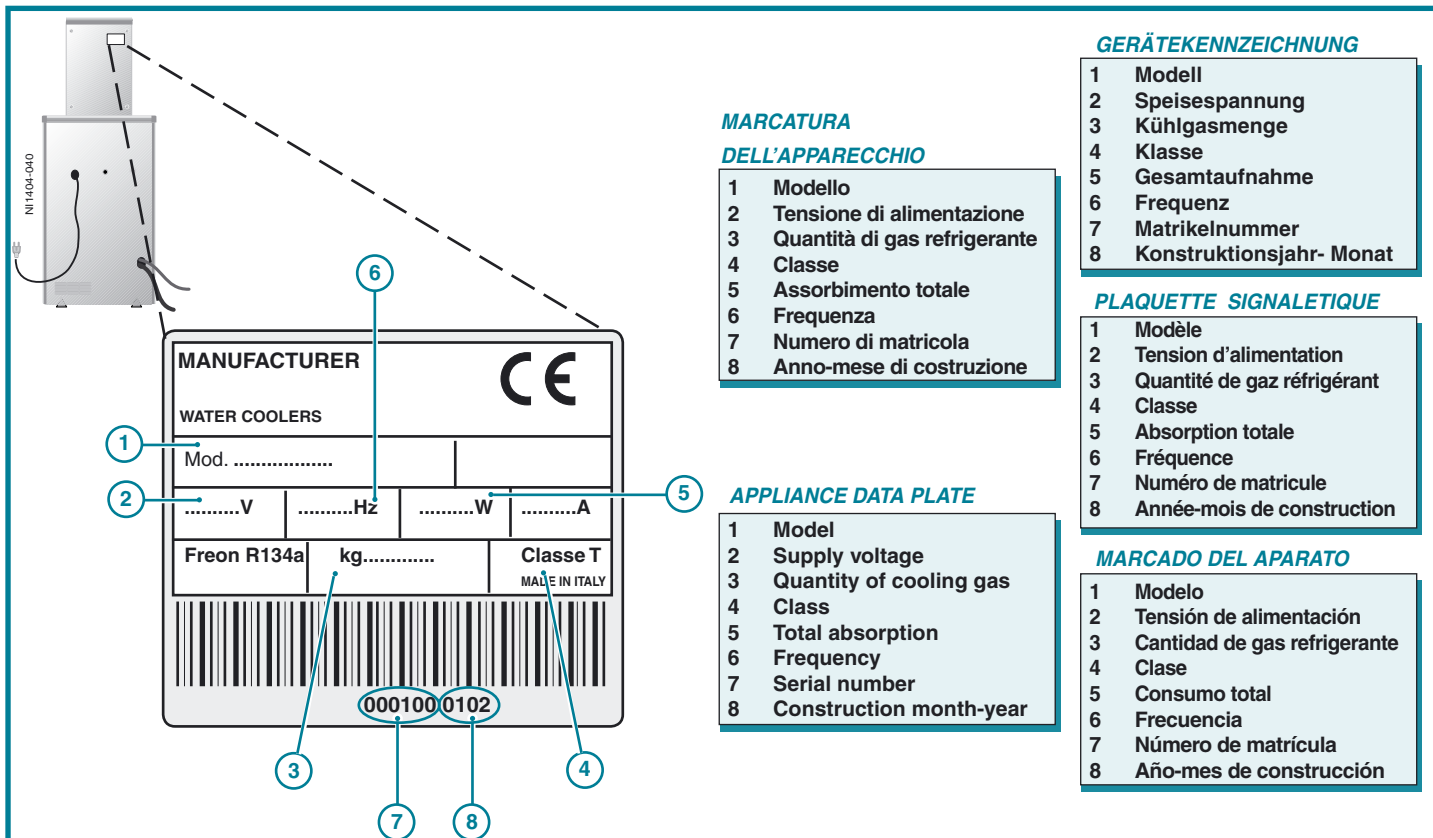 NI1404-040
MANUFACTURER
CE
WATER COOLERS
Mod. ..................
..........V
..........Hz
..........W
..........A
Freon R134a
kg.............
Classe T
MADE IN ITALY
000100 0102
1
2
3
4
5
6
7
8
MARCATURA
DELL'APPARECCHIO
1 Modello
2 Tensione di alimentazione
3 Quantità di gas refrigerante
4 Classe
5 Assorbimento totale
6 Frequenza
7 Numero di matricola
8 Anno-mese di costruzione
APPLIANCE DATA PLATE
1 Model
2 Supply voltage
3 Quantity of cooling gas
4 Class
5 Total absorption
6 Frequency
7 Serial number
8 Construction month-year
GERÄTEKENNZEICHNUNG
1 Modell
2 Speisespannung
3 Kühlgasmenge
4 Klasse
5 Gesamtaufnahme
6 Frequenz
7 Matrikelnummer
8 Konstruktionsjahr- Monat
PLAQUETTE SIGNALETIQUE
1 Modèle
2 Tension d'alimentation
3 Quantité de gaz réfrigérant
4 Classe
5 Absorption totale
6 Fréquence
7 Numéro de matricule
8 Année-mois de construction
MARCADO DEL APARATO
1 Modelo
2 Tensión de alimentación
3 Cantidad de gas refrigerante
4 Clase
5 Consumo total
6 Frecuencia
7 Número de matrícula
8 Año-mes de construcción